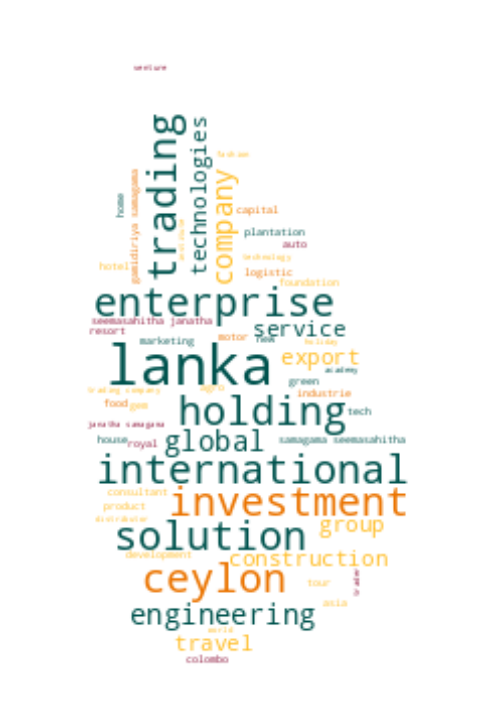 venture
trading
technologies
fashion
company
gamidiriya samagama
home
capital
plantation
auto
technology
hotel
logistic
foundation
enterprise
seemasahitha janatha
resort
service
marketing
motor
new
holiday
lanka
export
academy
green
trading company
agro
industrie
food
gem
holding
tech
janatha samagama
house
royal
global
samagama seemasahitha
international
consultant
investment
product
distributor
group
solution
development
construction
ceylon
tour
trader
asia
engineering
world
travel
colombo